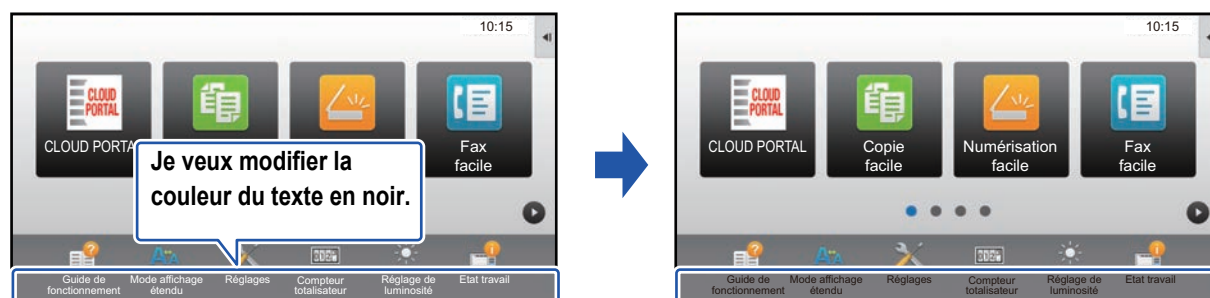 10:15
CLOUD PORTAL
CLOUD PORTA
Fax
facile
Je veux modifier la
couleur du texte en noir.
Guide de
fonctionnement
Mode affichage
étendu
Réglages
Compteur
totalisateur
Réglage de
luminosité
Etat travail
10:15
CLOUD
PORTAL
CLOUD PORTAL
Copie
facile
Numérisation
facile
Fax
facile
Guide de
fonctionnement
Mode affichage
étendu
Réglages
Compteur
totalisateur
Réglage de
luminosité
Etat travail